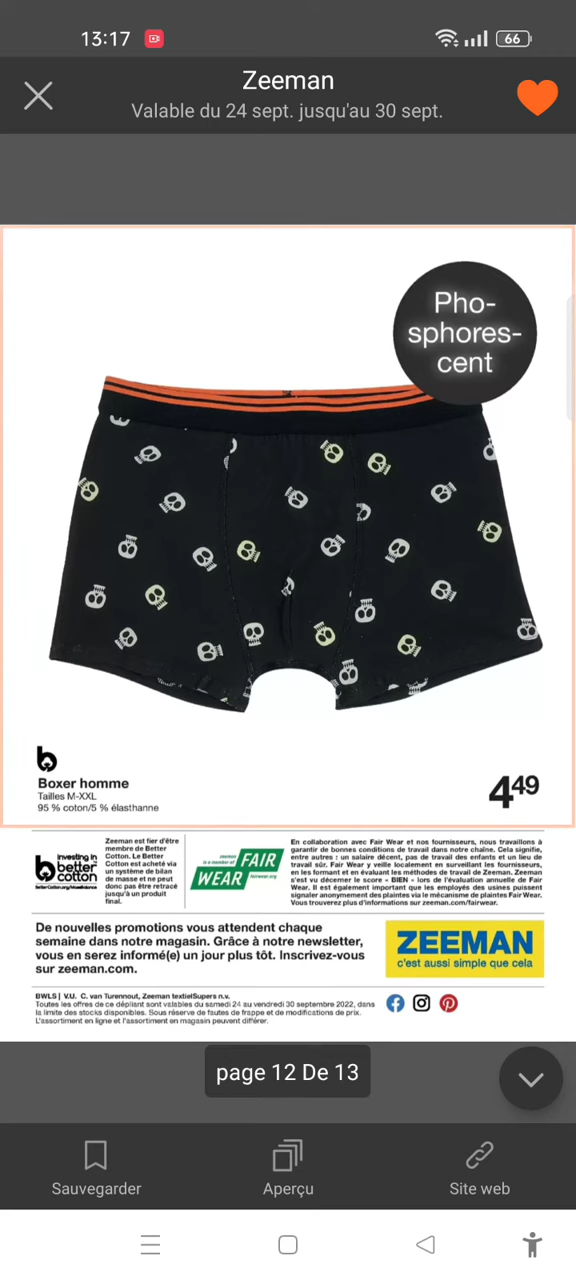 13:17
66
Zeeman
Valable du 24 sept. jusqu'au 30 sept.
Pho-
sphores-
cent
Boxer homme
Tailles M-XXL
95 % coton/5 % élasthanne
4 49
investing in
better
cotton
Zeeman est fier d'être
membre de Better
Cotton. Le Better
Cotton est acheté via
un système de bilan
de masse et ne peut
donc pas être retracé
jusqu'à un produit
final.
zeeman
is a member of
FAIR
WEAR
fairwear.org
En collaboration avec Fair Wear et nos fournisseurs, nous travaillons à
garantir de bonnes conditions de travail dans notre chaîne. Cela signifie,
entre autres : un salaire décent, pas de travail des enfants et un lieu de
travail sûr. Fair Wear y veille localement en surveillant les fournisseurs,
en les formant et en évaluant les méthodes de travail de Zeeman. Zeeman
s'est vu décerner le score « BIEN » lors de l'évaluation annuelle de Fair
Wear. Il est également important que les employés des usines puissent
signaler anonymement des plaintes via le mécanisme de plaintes Fair Wear.
Vous trouverez plus d'informations sur zeeman.com/fairwear.
De nouvelles promotions vous attendent chaque
semaine dans notre magasin. Grâce à notre newsletter,
vous en serez informé(e) un jour plus tôt. Inscrivez-vous
sur zeeman.com.
ZEEMAN
c'est aussi simple que cela
BWLS | V.U. C. van Turennout, Zeeman textielSupers n.v.
Toutes les offres de ce dépliant sont valables du samedi 24 au vendredi 30 septembre 2022, dans
la limite des stocks disponibles. Sous réserve de fautes de frappe et de modifications de prix.
L'assortiment en ligne et l'assortiment en magasin peuvent différer.
page 12 De 13
Sauvegarder
Aperçu
Site web